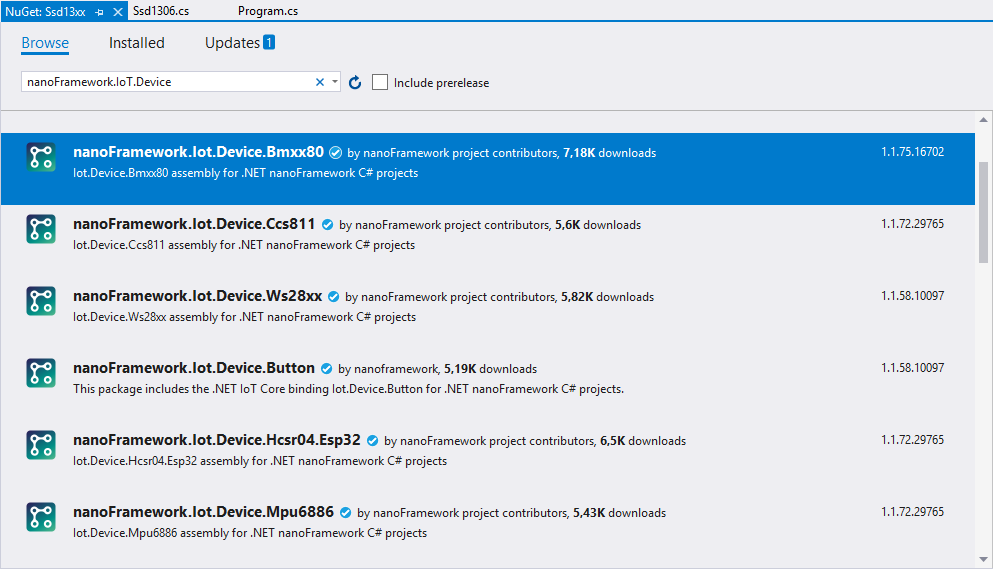 NuGet: Ssd13xx Ssd1306.cs Program.cs
Browse Installed Updates 1
nanoFramework.IoT.Device Include prerelease
nanoFramework.Iot.Device.Bmxx80 by nanoFramework project contributors, 7,18K downloads 1.1.75.16702
Iot.Device.Bmxx80 assembly for .NET nanoFramework C# projects
nanoFramework.Iot.Device.Ccs811 by nanoFramework project contributors, 5,6K downloads 1.1.72.29765
Iot.Device.Ccs811 assembly for .NET nanoFramework C# projects
nanoFramework.Iot.Device.Ws28xx by nanoFramework project contributors, 5,82K downloads 1.1.58.10097
Iot.Device.Ws28xx assembly for .NET nanoFramework C# projects
nanoFramework.Iot.Device.Button by nanoframework, 5,19K downloads 1.1.58.10097
This package includes the .NET IoT Core binding Iot.Device.Button for .NET nanoFramework C# projects.
nanoFramework.Iot.Device.Hcsr04.Esp32 by nanoFramework project contributors, 6,5K downloads 1.1.72.29765
Iot.Device.Hcsr04.Esp32 assembly for .NET nanoFramework C# projects
nanoFramework.Iot.Device.Mpu6886 by nanoFramework project contributors, 5,43K downloads 1.1.72.29765
Iot.Device.Mpu6886 assembly for .NET nanoFramework C# projects